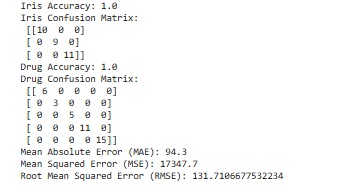 Iris Accuracy: 1.0
Iris Confusion Matrix:
[[10 0 0]
[ 0 9 0]
[ 0 0 11]]
Drug Accuracy: 1.0
Drug Confusion Matrix:
[[ 6 0 0 0 0]
[ 0 3 0 0 0]
[ 0 0 5 0 0]
[ 0 0 0 11 0]
[ 0 0 0 0 15]]
Mean Absolute Error (MAE): 94.3
Mean Squared Error (MSE): 17347.7
Root Mean Squared Error (RMSE): 131.7106677532234